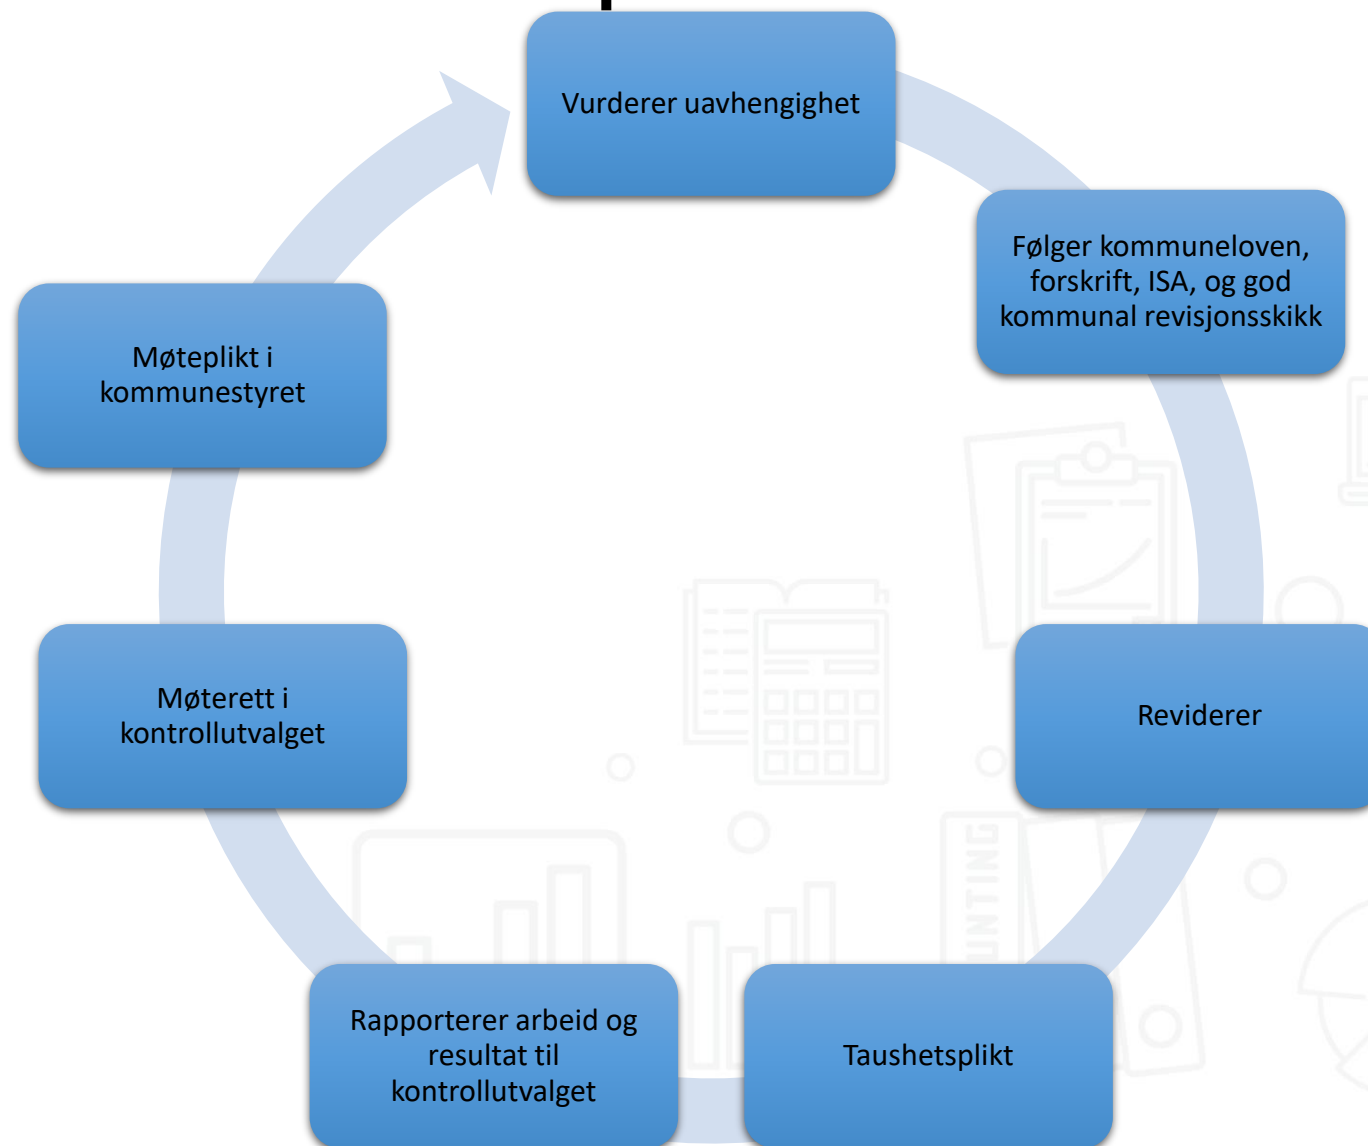 Vurderer uavhengighet
Følger kommuneloven,
forskrift, ISA, og god
kommunal revisjonsskikk
Reviderer
Taushetsplikt
Rapporterer arbeid og
resultat til
kontrollutvalget
Møterett i
kontrollutvalget
Møteplikt i
kommunestyret
UNTING